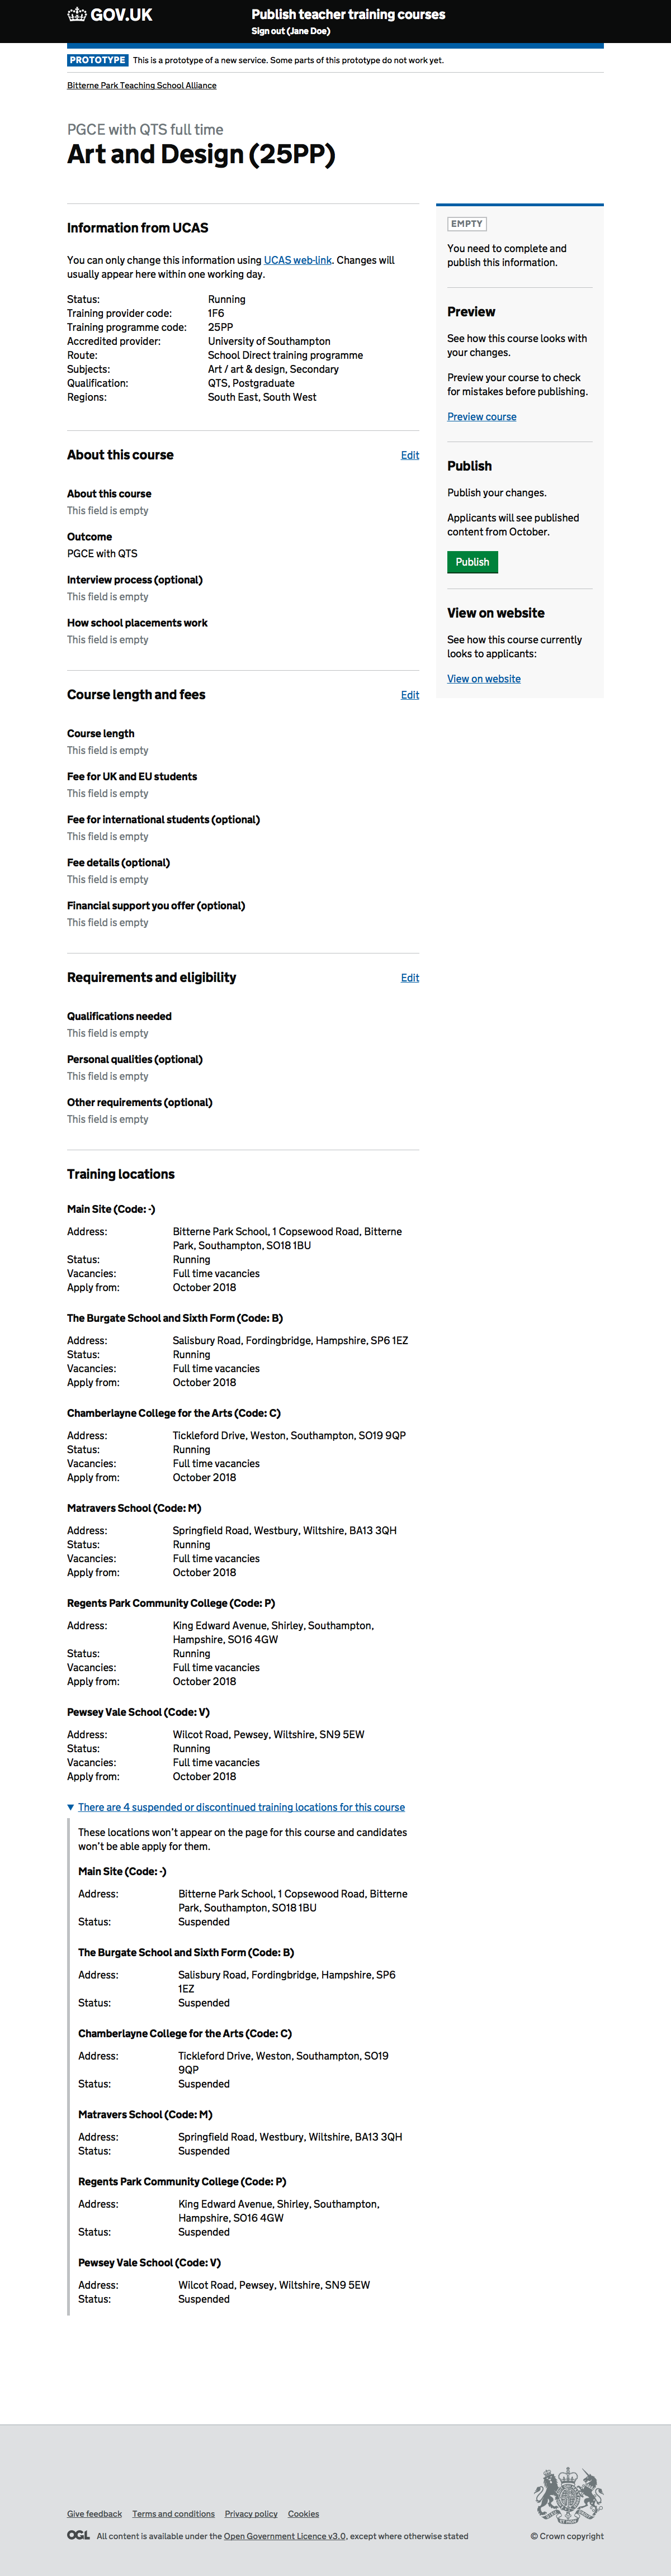 GOV.UK
Publish teacher training courses
Sign out (Jane Doe)
PROTOTYPE This is a prototype of a new service. Some parts of this prototype do not work yet.
Bitterne Park Teaching School Alliance
PGCE with QTS full time
Art and Design (25PP)
Information from UCAS
You can only change this information using UCAS web-link. Changes will
usually appear here within one working day.
Status: Running
Training provider code: 1F6
Training programme code: 25PP
Accredited provider: University of Southampton
Route: School Direct training programme
Subjects: Art / art & design, Secondary
Qualification: QTS, Postgraduate
Regions: South East, South West
About this course Edit
About this course
This field is empty
Outcome
PGCE with QTS
Interview process (optional)
This field is empty
How school placements work
This field is empty
Course length and fees Edit
Course length
This field is empty
Fee for UK and EU students
This field is empty
Fee for international students (optional)
This field is empty
Fee details (optional)
This field is empty
Financial support you offer (optional)
This field is empty
Requirements and eligibility Edit
Qualifications needed
This field is empty
Personal qualities (optional)
This field is empty
Other requirements (optional)
This field is empty
Training locations
Main Site (Code: -)
Address: Bitterne Park School, 1 Copsewood Road, Bitterne
Park, Southampton, SO18 1BU
Status: Running
Vacancies: Full time vacancies
Apply from: October 2018
The Burgate School and Sixth Form (Code: B)
Address: Salisbury Road, Fordingbridge, Hampshire, SP6 1EZ
Status: Running
Vacancies: Full time vacancies
Apply from: October 2018
Chamberlayne College for the Arts (Code: C)
Address: Tickleford Drive, Weston, Southampton, SO19 9QP
Status: Running
Vacancies: Full time vacancies
Apply from: October 2018
Matravers School (Code: M)
Address: Springfield Road, Westbury, Wiltshire, BA13 3QH
Status: Running
Vacancies: Full time vacancies
Apply from: October 2018
Regents Park Community College (Code: P)
Address: King Edward Avenue, Shirley, Southampton,
Hampshire, SO16 4GW
Status: Running
Vacancies: Full time vacancies
Apply from: October 2018
Pewsey Vale School (Code: V)
Address: Wilcot Road, Pewsey, Wiltshire, SN9 5EW
Status: Running
Vacancies: Full time vacancies
Apply from: October 2018
There are 4 suspended or discontinued training locations for this course
These locations won't appear on the page for this course and candidates
won't be able apply for them.
Main Site (Code: -)
Address: Bitterne Park School, 1 Copsewood Road, Bitterne
Park, Southampton, SO18 1BU
Status: Suspended
The Burgate School and Sixth Form (Code: B)
Address: Salisbury Road, Fordingbridge, Hampshire, SP6
1EZ
Status: Suspended
Chamberlayne College for the Arts (Code: C)
Address: Tickleford Drive, Weston, Southampton, SO19
9QP
Status: Suspended
Matravers School (Code: M)
Address: Springfield Road, Westbury, Wiltshire, BA13 3QH
Status: Suspended
Regents Park Community College (Code: P)
Address: King Edward Avenue, Shirley, Southampton,
Hampshire, SO16 4GW
Status: Suspended
Pewsey Vale School (Code: V)
Address: Wilcot Road, Pewsey, Wiltshire, SN9 5EW
Status: Suspended
EMPTY
You need to complete and
publish this information.
Preview
See how this course looks with
your changes.
Preview your course to check
for mistakes before publishing.
Preview course
Publish
Publish your changes.
Applicants will see published
content from October.
Publish
View on website
See how this course currently
looks to applicants:
View on website
Give feedback Terms and conditions Privacy policy Cookies
OGL All content is available under the Open Government Licence v3.0, except where otherwise stated
© Crown copyright